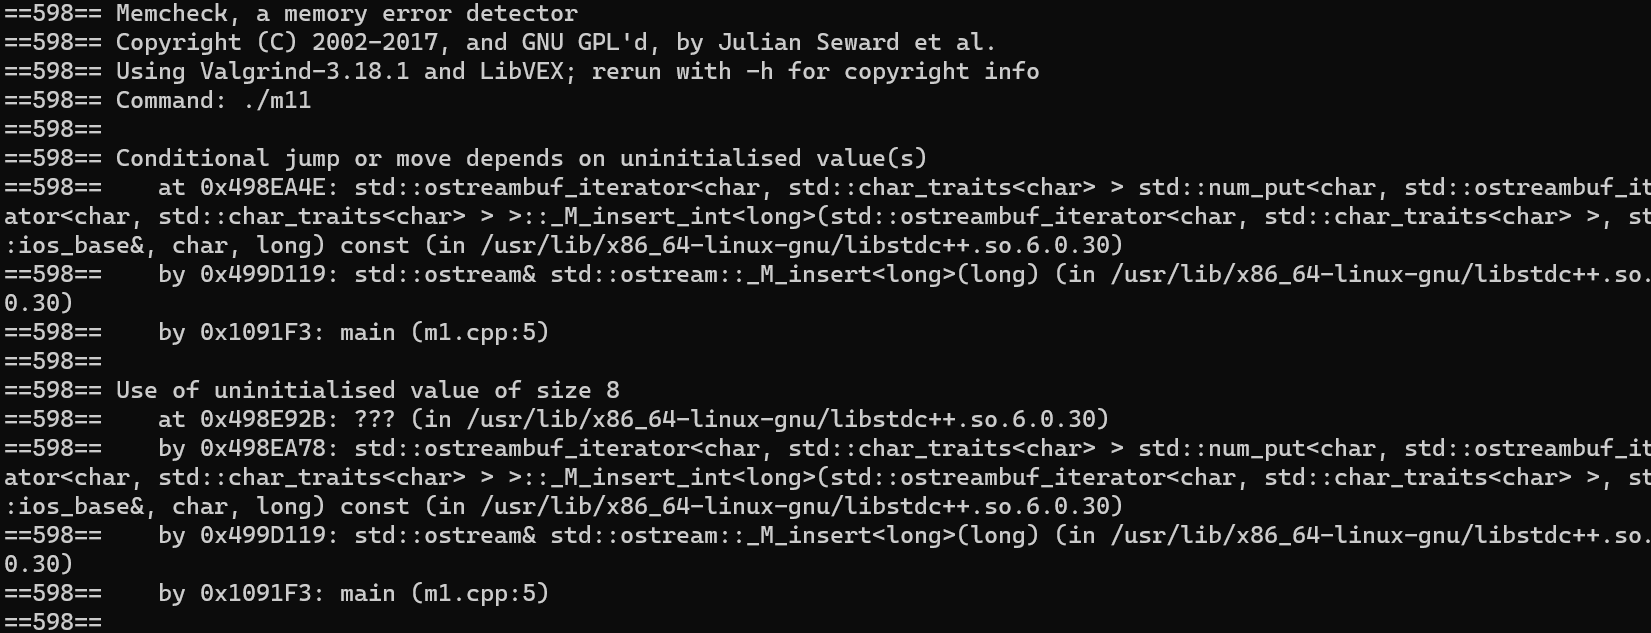 ==598== Memcheck, a memory error detector
==598== Copyright (C) 2002-2017, and GNU GPL'd, by Julian Seward et al.
==598== Using Valgrind-3.18.1 and LibVEX; rerun with -h for copyright info
==598== Command: ./m11
==598==
==598== Conditional jump or move depends on uninitialised value(s)
==598==    at 0x498EA4E: std::ostreambuf_iterator<char, std::char_traits<char> > std::num_put<char, std::ostreambuf_it
ator<char, std::char_traits<char> > >::_M_insert_int<long>(std::ostreambuf_iterator<char, std::char_traits<char> >, st
:ios_base&, char, long) const (in /usr/lib/x86_64-linux-gnu/libstdc++.so.6.0.30)
==598==    by 0x499D119: std::ostream& std::ostream::_M_insert<long>(long) (in /usr/lib/x86_64-linux-gnu/libstdc++.so.
0.30)
==598==    by 0x1091F3: main (m1.cpp:5)
==598==
==598== Use of uninitialised value of size 8
==598==    at 0x498E92B: ??? (in /usr/lib/x86_64-linux-gnu/libstdc++.so.6.0.30)
==598==    by 0x498EA78: std::ostreambuf_iterator<char, std::char_traits<char> > std::num_put<char, std::ostreambuf_it
ator<char, std::char_traits<char> > >::_M_insert_int<long>(std::ostreambuf_iterator<char, std::char_traits<char> >, st
:ios_base&, char, long) const (in /usr/lib/x86_64-linux-gnu/libstdc++.so.6.0.30)
==598==    by 0x499D119: std::ostream& std::ostream::_M_insert<long>(long) (in /usr/lib/x86_64-linux-gnu/libstdc++.so.
0.30)
==598==    by 0x1091F3: main (m1.cpp:5)
==598==